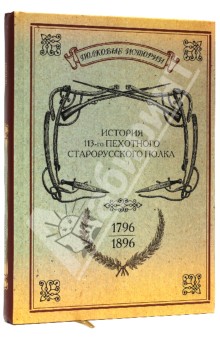 ПОЛКОВЫЕ ИСТОРИИ
ИСТОРИЯ
113-го ПЕХОТНОГО
СТАРОРУССКОГО ПОЛКА
1796
1896